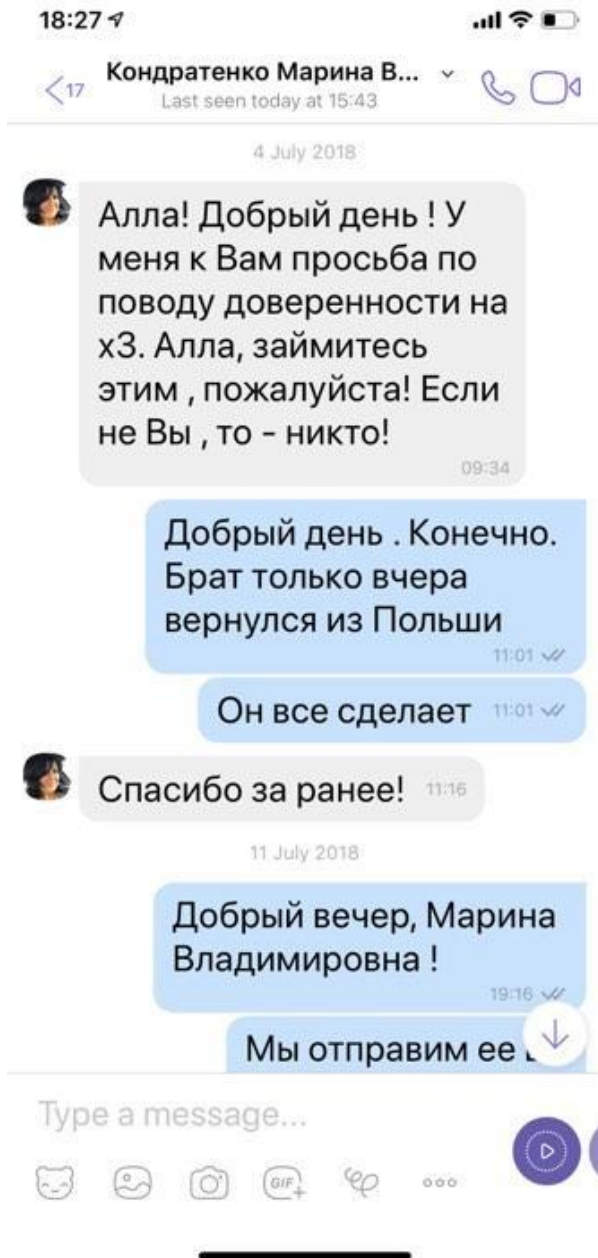 18:27
17
Кондратенко Марина В...
Last seen today at 15:43
4 July 2018
Алла! Добрый день ! У
меня к Вам просьба по
поводу доверенности на
х3. Алла, займитесь
этим , пожалуйста! Если
не Вы , то - никто!
09:34
Добрый день . Конечно.
Брат только вчера
вернулся из Польши
11:01
Он все сделает 11:01
Спасибо за ранее! 11:16
11 July 2018
Добрый вечер, Марина
Владимировна !
19:16
Мы отправим ее
Type a message...
GIF